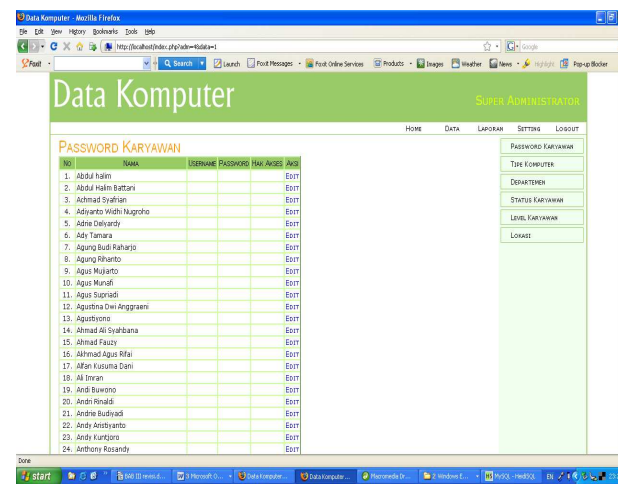 Data Komputer - Mozilla Firefox
File Edit View History Bookmarks Tools Help
http://localhost/index.php?adm=4&data=1
Google
Foxit Search Launch Foxit Messages Foxit Online Services Products Images Weather News Highlight Pop-up Blocker
Data Komputer
Super Administrator
Home Data Laporan Setting Logout
Password Karyawan
No Nama Username Password Hak Akses Aksi
1. Abdul halim Edit
2. Abdul Halim Battani Edit
3. Achmad Syafrian Edit
4. Adiyanto Widhi Nugroho Edit
5. Adrie Delyardy Edit
6. Ady Tamara Edit
7. Agung Budi Raharjo Edit
8. Agung Rihanto Edit
9. Agus Mujiarto Edit
10. Agus Munafi Edit
11. Agus Supriadi Edit
12. Agustina Dwi Anggraeni Edit
13. Agustiyono Edit
14. Ahmad Ali Syahbana Edit
15. Ahmad Fauzy Edit
16. Akhmad Agus Rifai Edit
17. Alfan Kusuma Dani Edit
18. Ali Imran Edit
19. Andi Buwono Edit
20. Andri Rinaldi Edit
21. Andrie Budiyadi Edit
22. Andy Aristiyanto Edit
23. Andy Kuntjoro Edit
24. Anthony Rosandy Edit
Password Karyawan
Tipe Komputer
Departemen
Status Karyawan
Level Karyawan
Lokasi
Done
start BAB III revisi.d... 3 Microsoft O... Data Komputer... Data Komputer... Macromedia Dr... 2 Windows E... MySQL - HeidiSQL EN